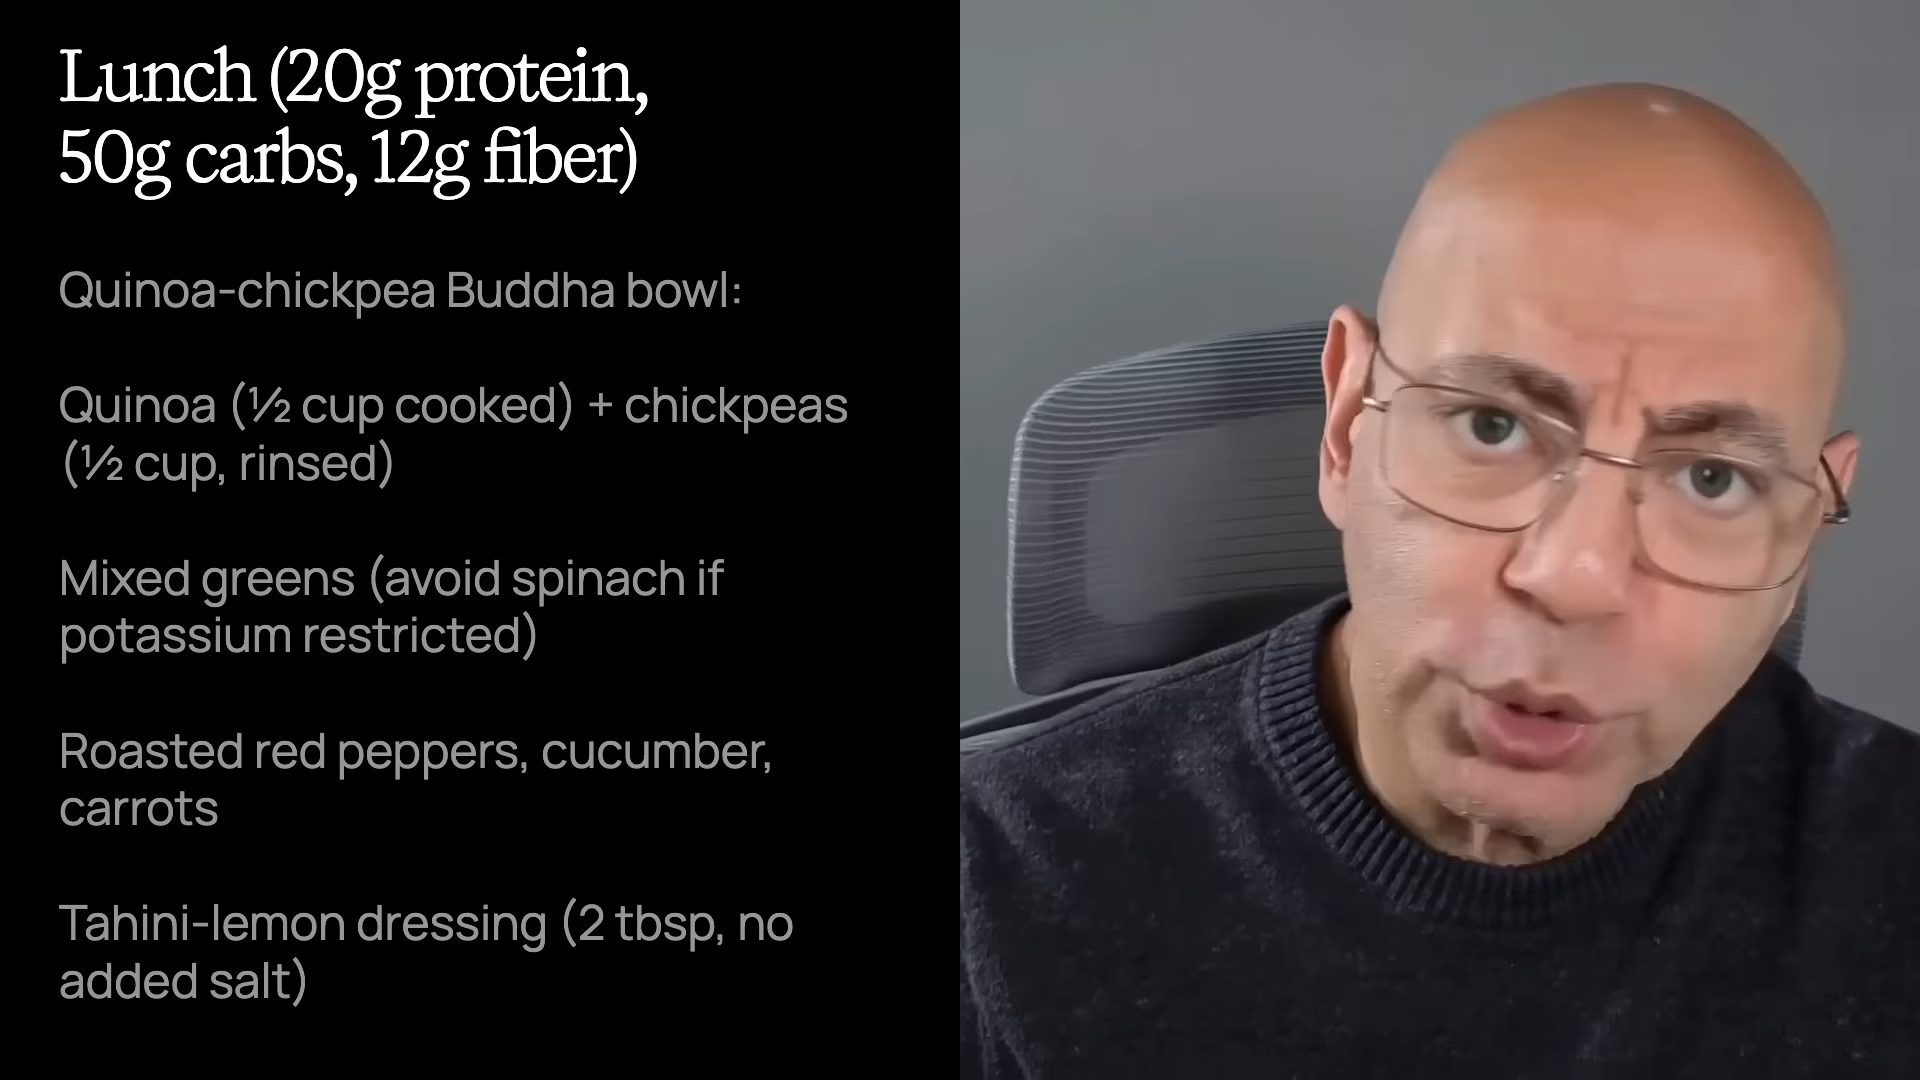 Lunch (20g protein,
50g carbs, 12g fiber)
Quinoa-chickpea Buddha bowl:
Quinoa (½ cup cooked) + chickpeas
(½ cup, rinsed)
Mixed greens (avoid spinach if
potassium restricted)
Roasted red peppers, cucumber,
carrots
Tahini-lemon dressing (2 tbsp, no
added salt)